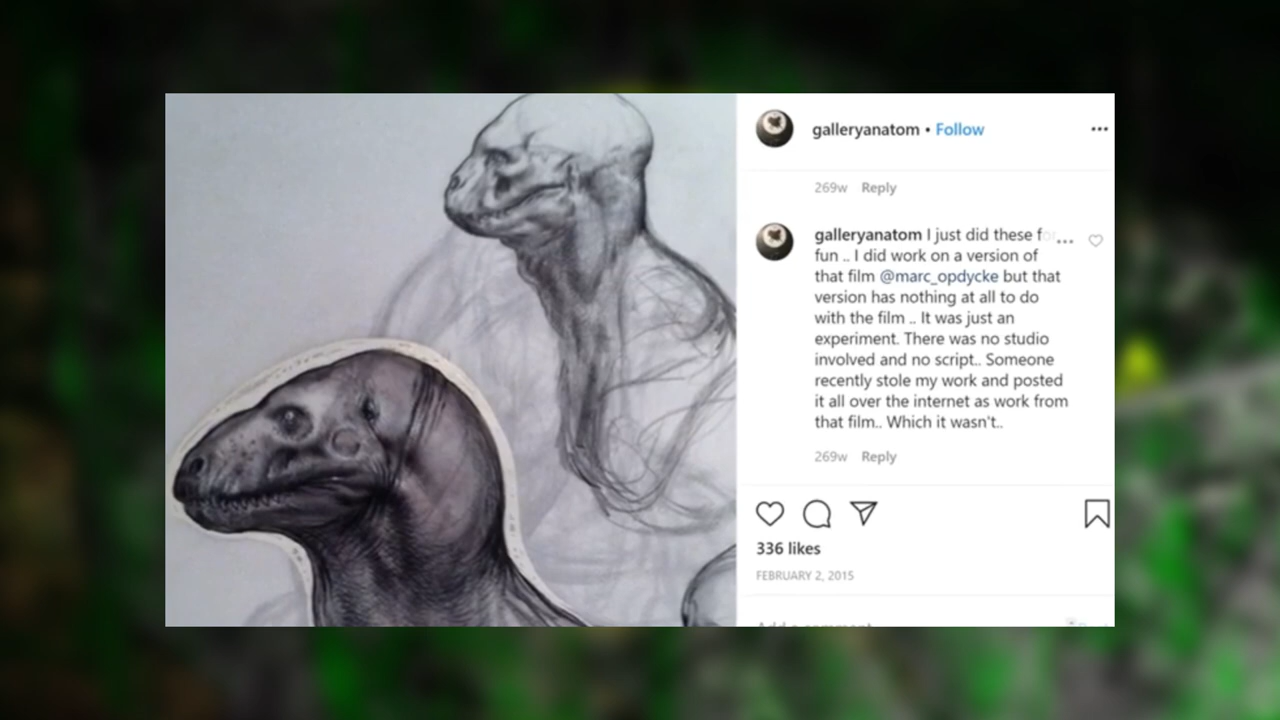 galleryanatom • Follow
269w Reply
galleryanatom I just did these for
fun .. I did work on a version of
that film @marc_opdycke but that
version has nothing at all to do
with the film .. It was just an
experiment. There was no studio
involved and no script.. Someone
recently stole my work and posted
it all over the internet as work from
that film.. Which it wasn't..
269w Reply
336 likes
FEBRUARY 2, 2015
Add a comment